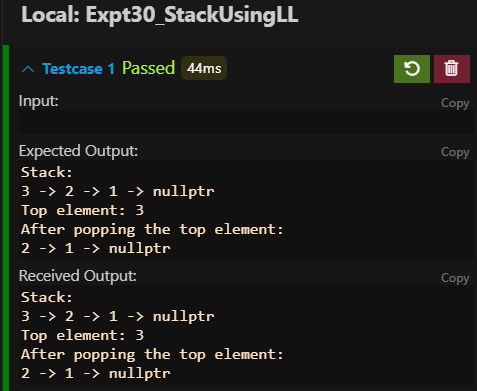 Local: Expt30_StackUsingLL
Testcase 1 Passed 44ms
Input:
Copy
Expected Output:
Copy
Stack:
3 -> 2 -> 1 -> nullptr
Top element: 3
After popping the top element:
2 -> 1 -> nullptr
Received Output:
Copy
Stack:
3 -> 2 -> 1 -> nullptr
Top element: 3
After popping the top element:
2 -> 1 -> nullptr